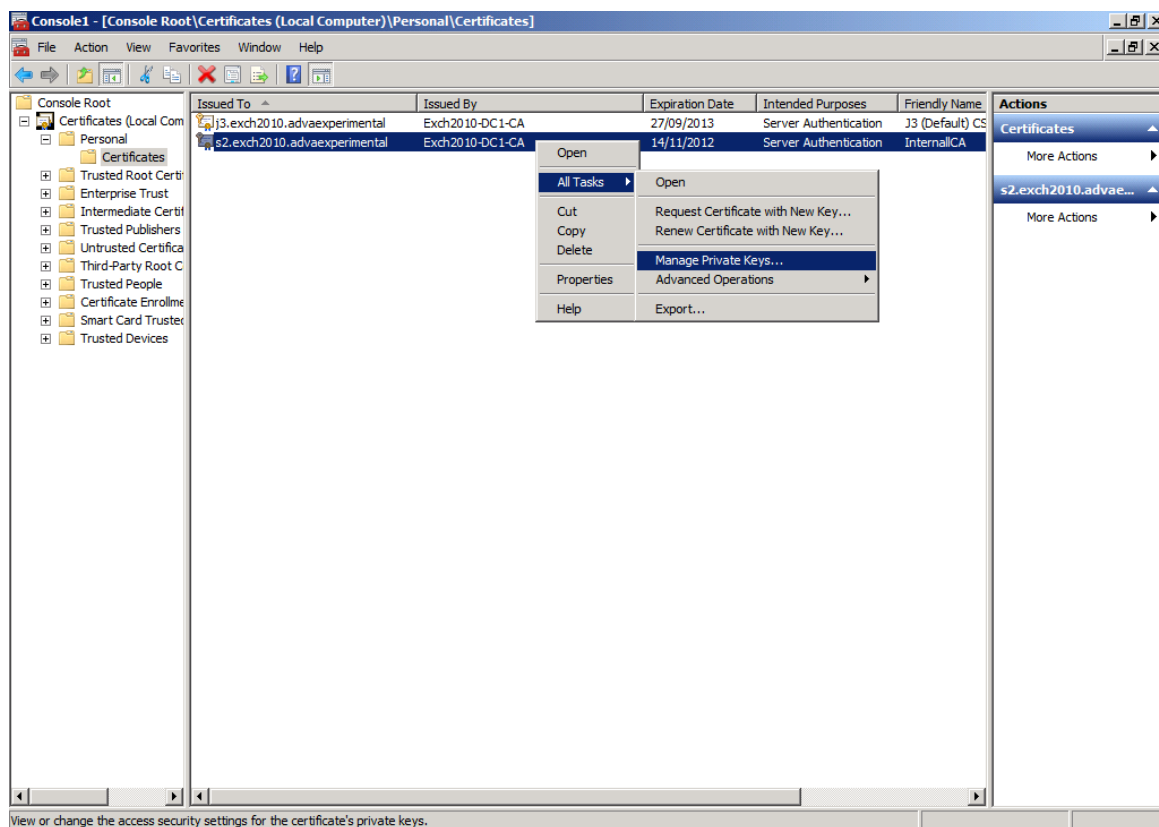 Console1 - [Console Root\Certificates (Local Computer)\Personal\Certificates]
File Action View Favorites Window Help
Console Root
Certificates (Local Com
Personal
Certificates
Trusted Root Certi
Enterprise Trust
Intermediate Certif
Trusted Publishers
Untrusted Certifica
Third-Party Root C
Trusted People
Certificate Enrollme
Smart Card Trusted
Trusted Devices
Issued To Issued By Expiration Date Intended Purposes Friendly Name
j3.exch2010.advaexperimental Exch2010-DC1-CA 27/09/2013 Server Authentication J3 (Default) CS
s2.exch2010.advaexperimental Exch2010-DC1-CA 14/11/2012 Server Authentication InternalCA
Open
All Tasks
Cut
Copy
Delete
Properties
Help
Open
Request Certificate with New Key...
Renew Certificate with New Key...
Manage Private Keys...
Advanced Operations
Export...
Actions
Certificates
More Actions
s2.exch2010.advae...
More Actions
View or change the access security settings for the certificate's private keys.